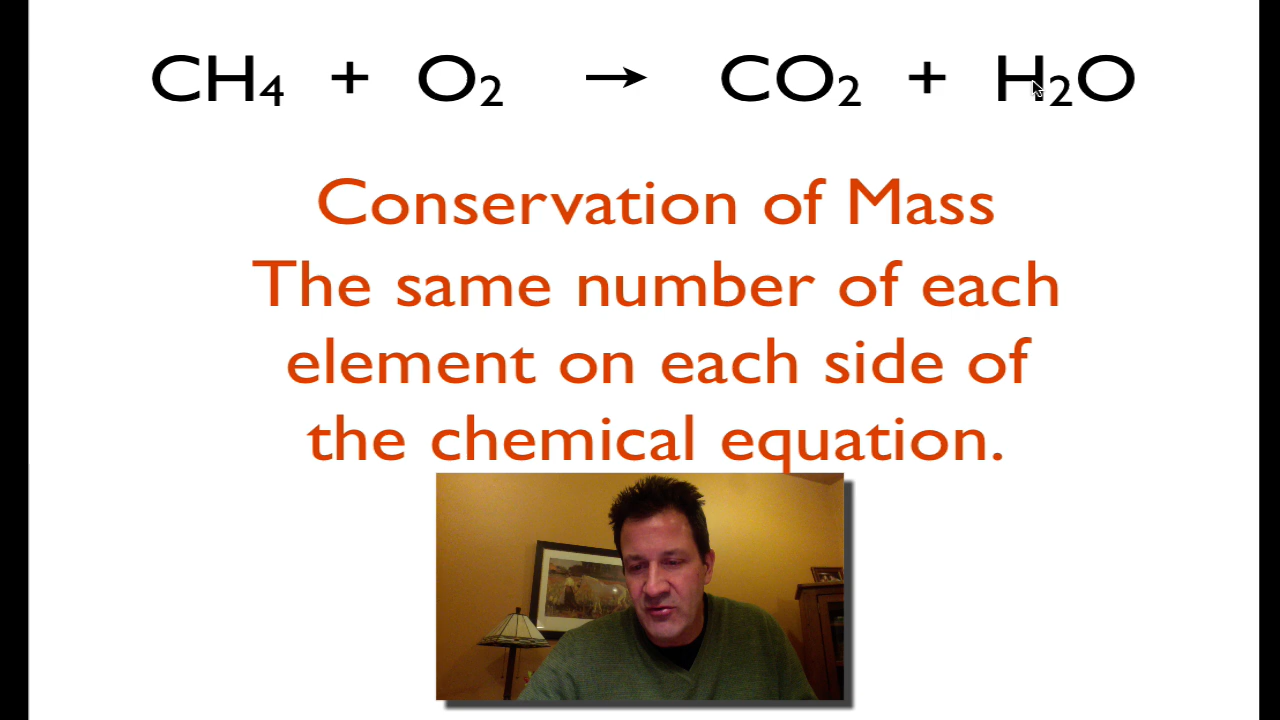 CH₄ + O₂ → CO₂ + H₂O
Conservation of Mass
The same number of each
element on each side of
the chemical equation.